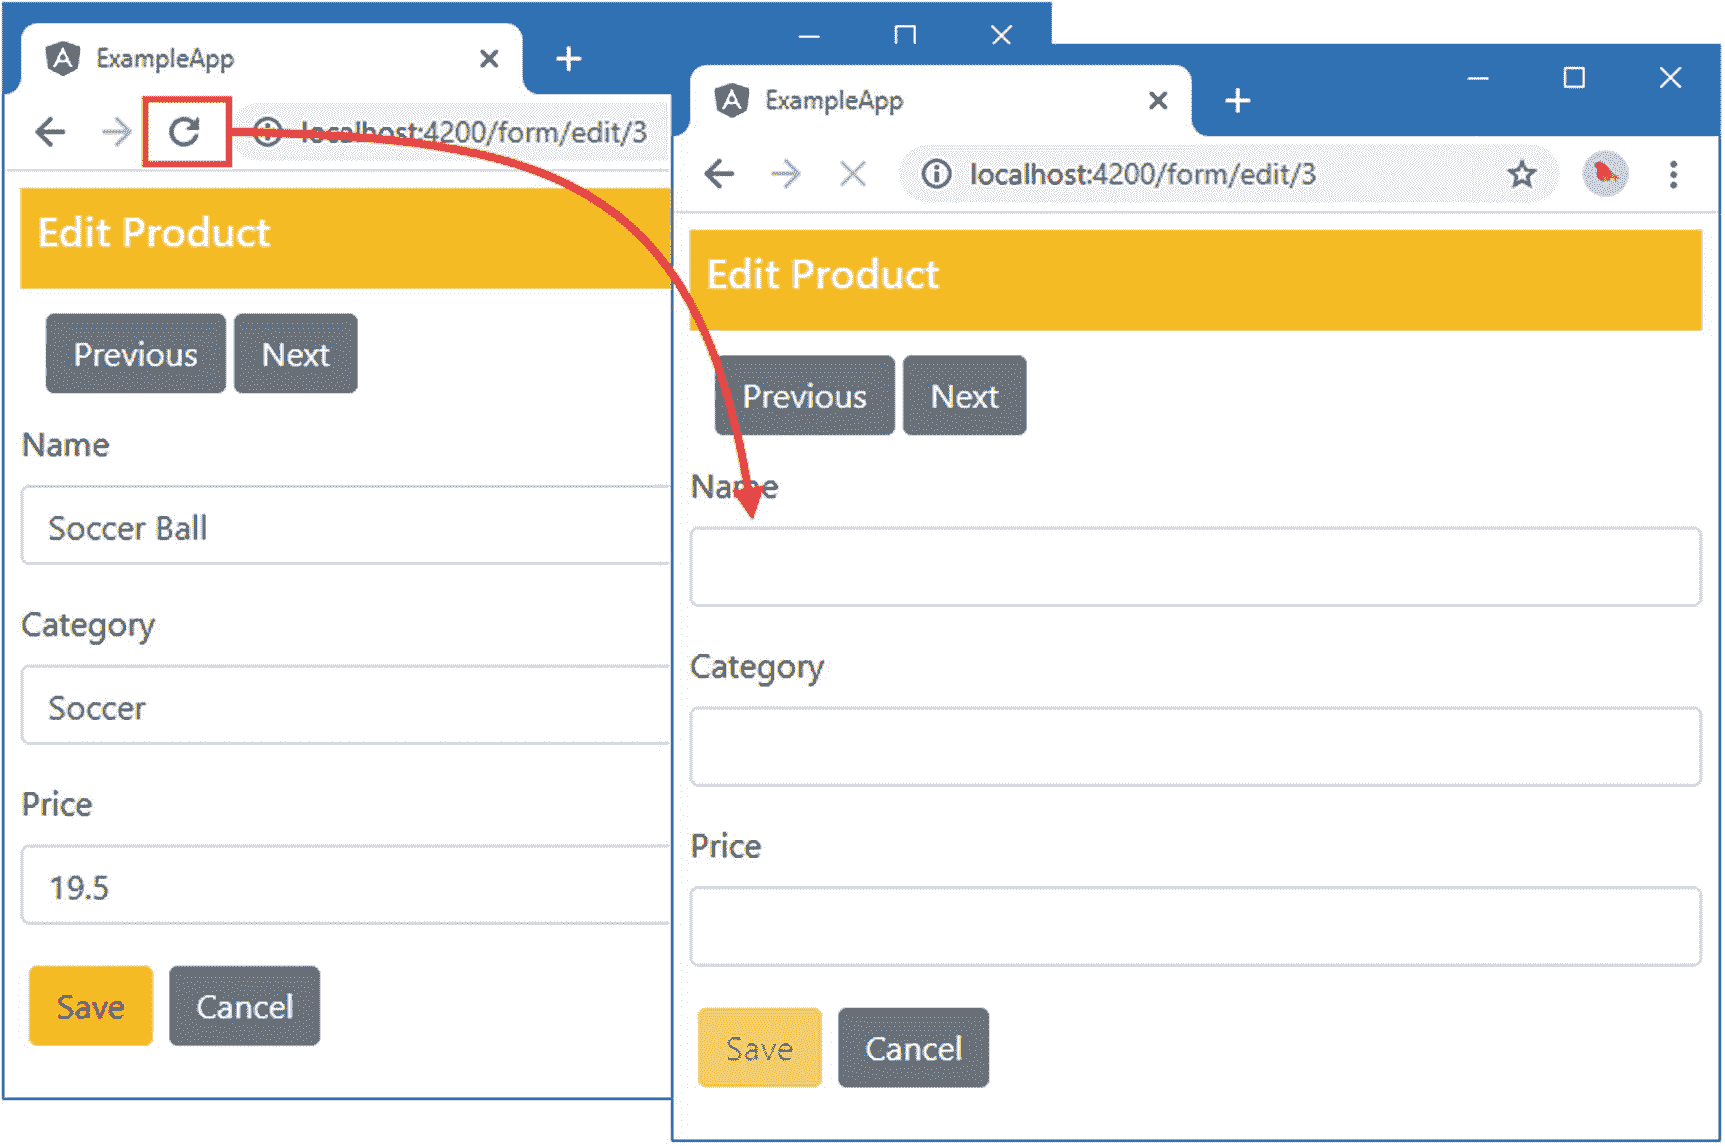 ExampleApp
localhost:4200/form/edit/3
Edit Product
Previous Next
Name
Soccer Ball
Category
Soccer
Price
19.5
Save Cancel
ExampleApp
localhost:4200/form/edit/3
Edit Product
Previous Next
Name
Category
Price
Save Cancel